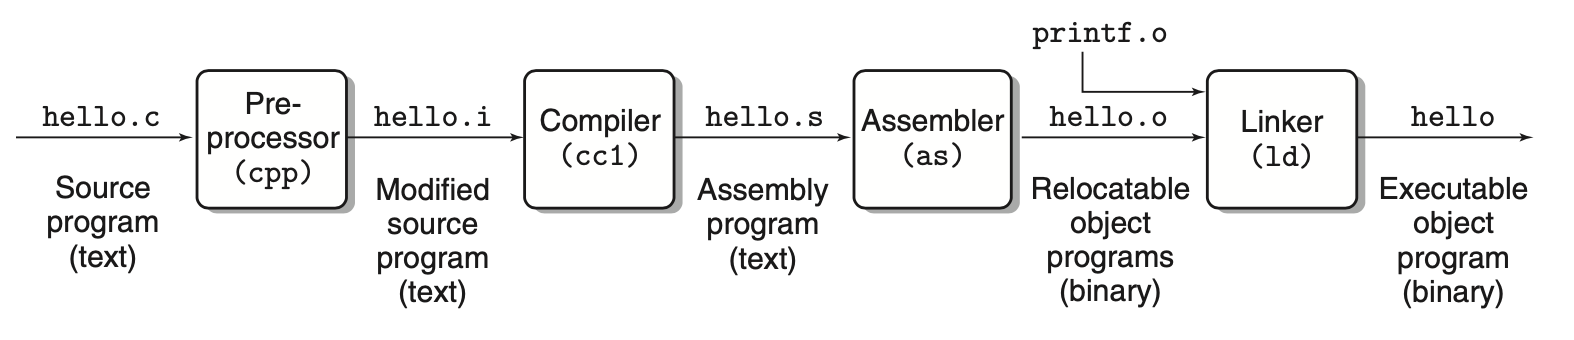 printf.o
hello.c
Pre-
processor
(cpp)
hello.i
Compiler
(cc1)
hello.s
Assembler
(as)
hello.o
Linker
(ld)
hello
Source
program
(text)
Modified
source
program
(text)
Assembly
program
(text)
Relocatable
object
programs
(binary)
Executable
object
program
(binary)